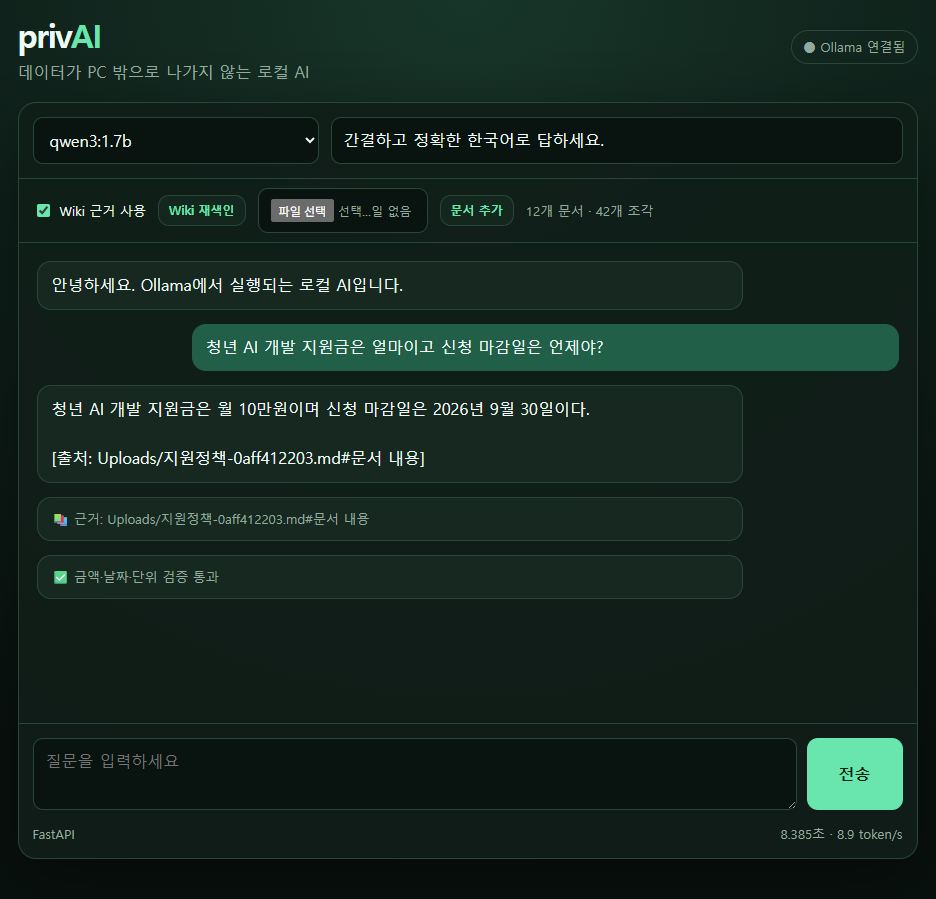 privAI
데이터가 PC 밖으로 나가지 않는 로컬 AI
Ollama 연결됨
qwen3:1.7b
간결하고 정확한 한국어로 답하세요.
Wiki 근거 사용
Wiki 재색인
파일 선택
선택...일 없음
문서 추가
12개 문서 · 42개 조각
안녕하세요. Ollama에서 실행되는 로컬 AI입니다.
청년 AI 개발 지원금은 얼마이고 신청 마감일은 언제야?
청년 AI 개발 지원금은 월 10만원이며 신청 마감일은 2026년 9월 30일이다.
[출처: Uploads/지원정책-0aff412203.md#문서 내용]
근거: Uploads/지원정책-0aff412203.md#문서 내용
금액·날짜·단위 검증 통과
질문을 입력하세요
전송
FastAPI
8.385초 · 8.9 token/s